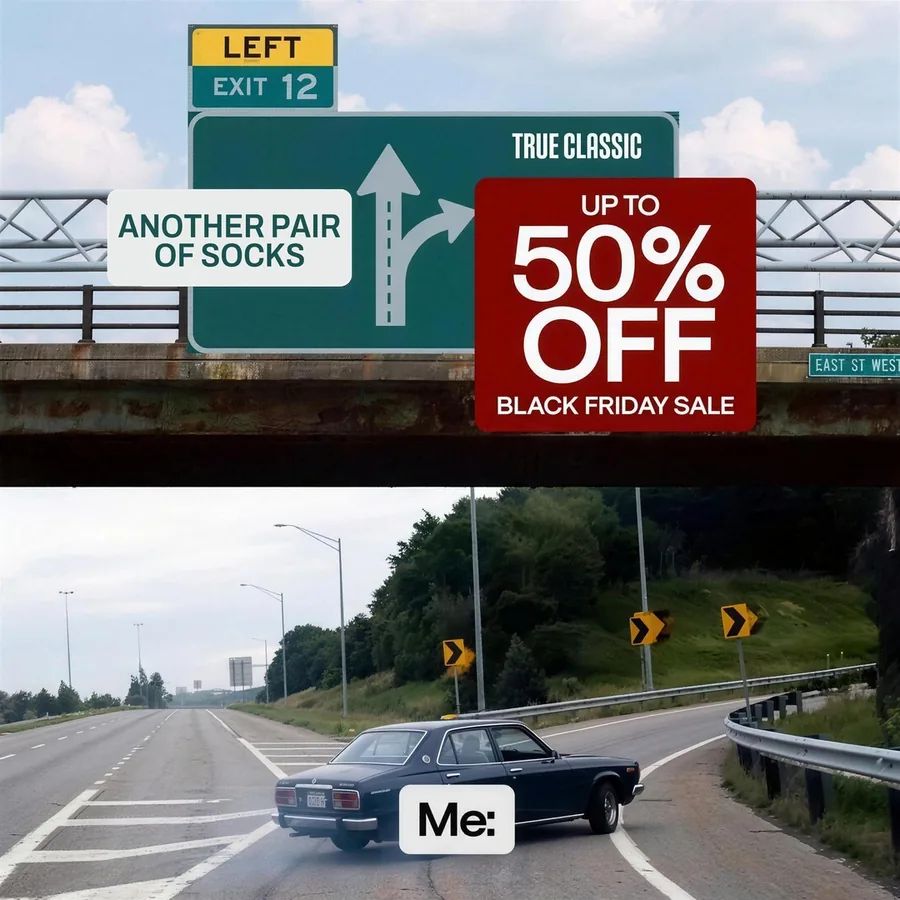 LEFT
EXIT 12
TRUE CLASSIC
ANOTHER PAIR
OF SOCKS
UP TO
50%
OFF
BLACK FRIDAY SALE
EAST ST WEST
Me: